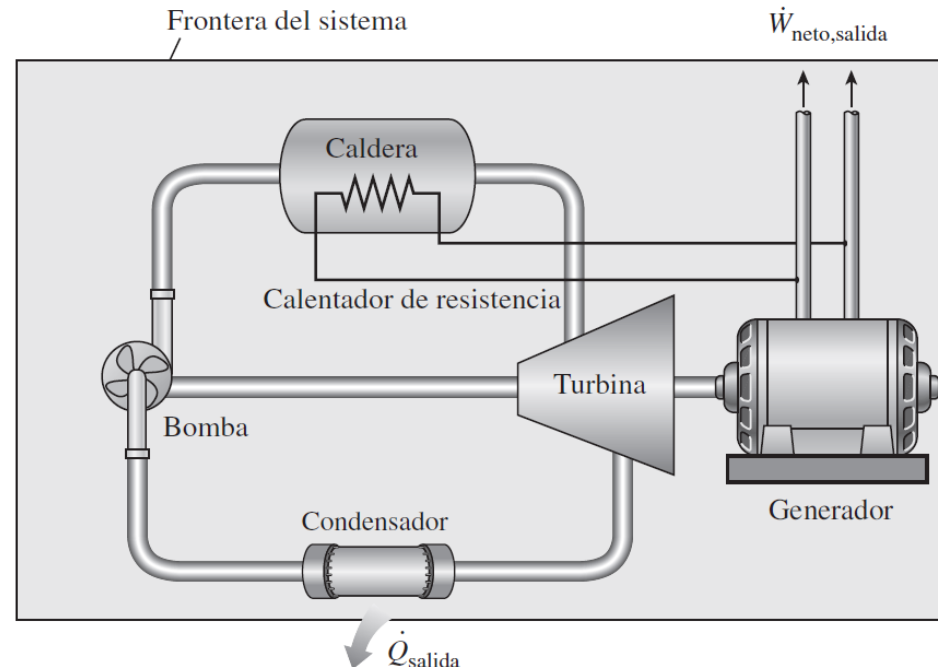 Frontera del sistema
Ẇneto,salida
Caldera
Calentador de resistencia
Turbina
Bomba
Generador
Condensador
Q̇salida